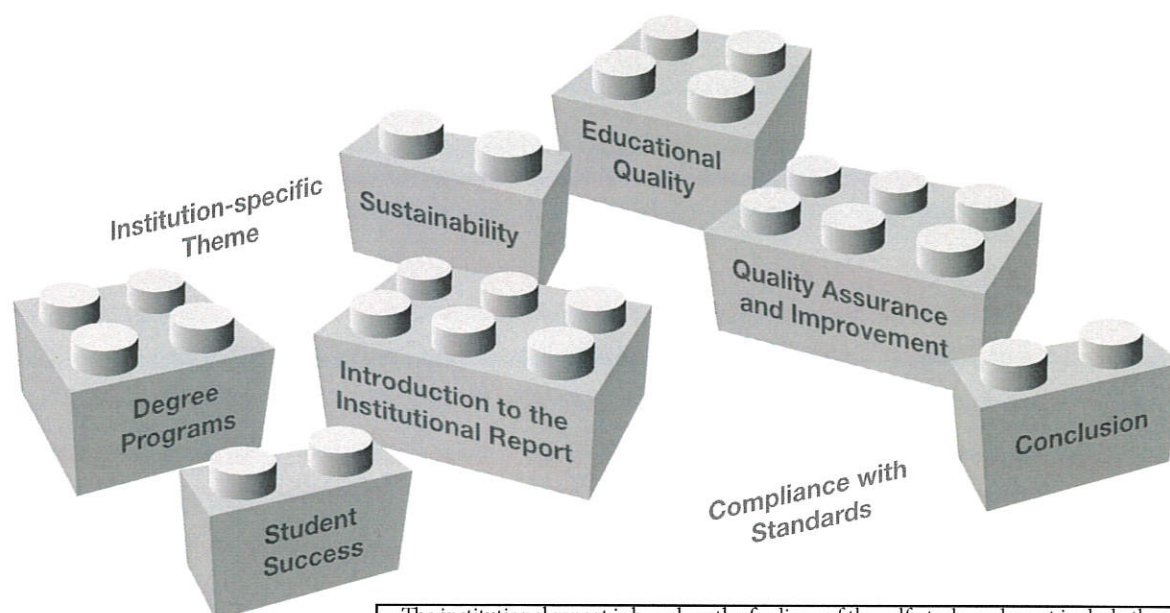 Educational
Quality
Institution-specific
Theme
Sustainability
Quality Assurance
and Improvement
Degree
Programs
Introduction to the
Institutional Report
Conclusion
Student
Success
Compliance with
Standards